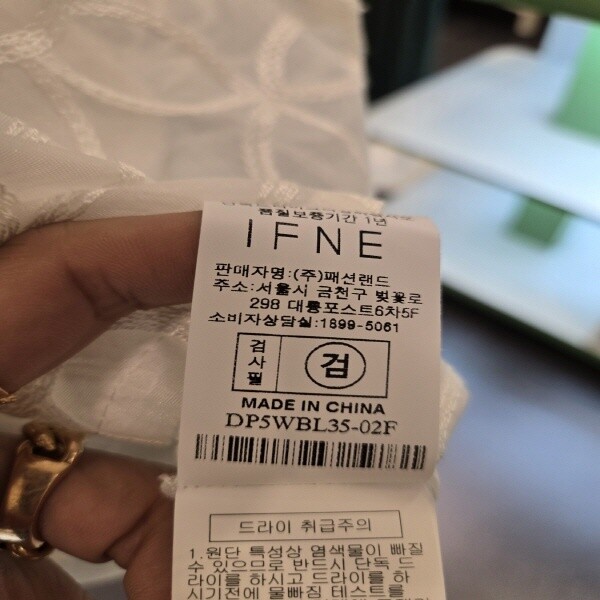 품질보증기간 1년
IFNE
판매자명:(주)패션랜드
주소:서울시 금천구 벚꽃로
298 대륭포스트6차5F
소비자상담실:1899-5061
검사필 검
MADE IN CHINA
DP5WBL35-02F
드라이 취급주의
1.원단 특성상 염색물이 빠질
수 있으므로 반드시 단독 드
라이를 하시고 드라이를 하
시기전에 물빠짐 테스트를